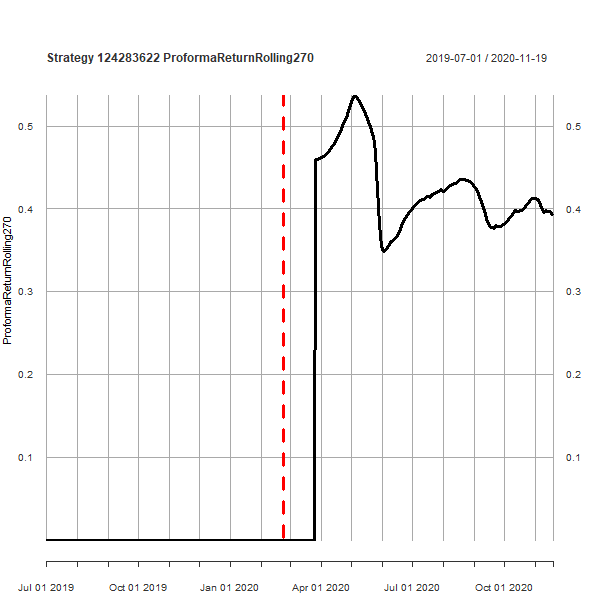 Strategy 124283622 ProformaReturnRolling270
2019-07-01 / 2020-11-19
ProformaReturnRolling270
0.5
0.5
0.4
0.4
0.3
0.3
0.2
0.2
0.1
0.1
Jul 01 2019
Oct 01 2019
Jan 01 2020
Apr 01 2020
Jul 01 2020
Oct 01 2020